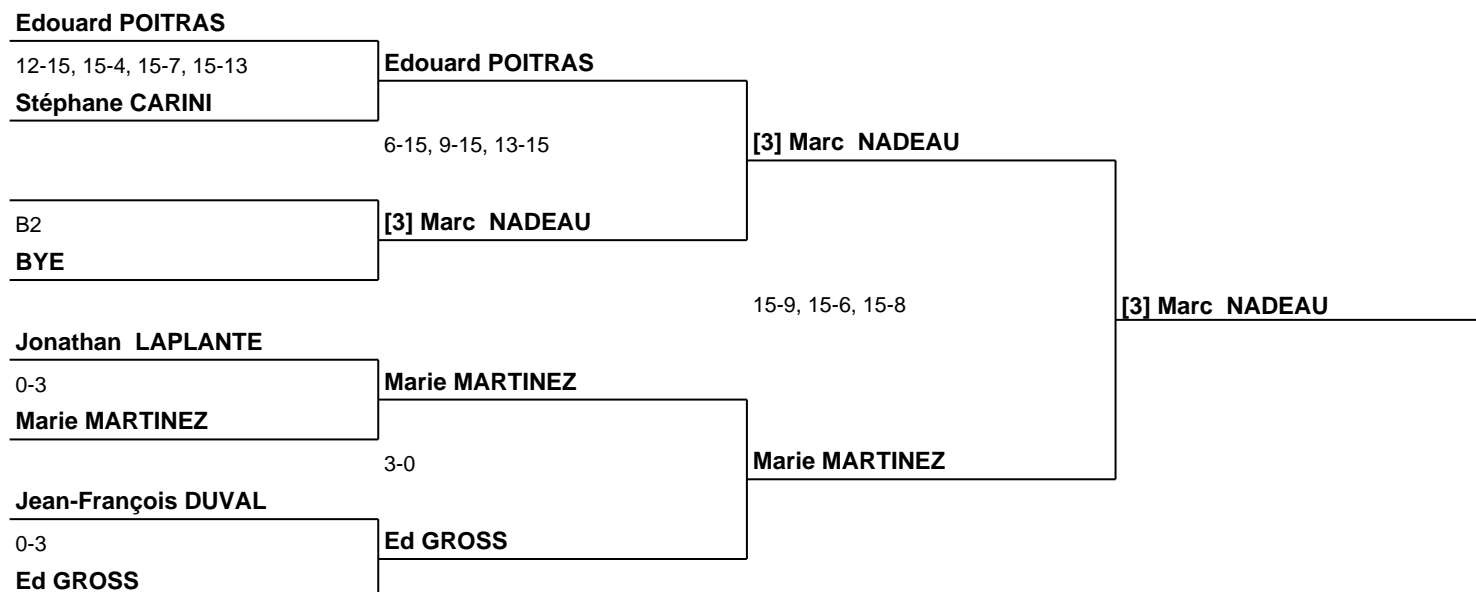 Edouard POITRAS
12-15, 15-4, 15-7, 15-13
Edouard POITRAS
Stéphane CARINI
6-15, 9-15, 13-15
[3] Marc  NADEAU
B2
[3] Marc  NADEAU
BYE
15-9, 15-6, 15-8
[3] Marc  NADEAU
Jonathan  LAPLANTE
0-3
Marie MARTINEZ
Marie MARTINEZ
3-0
Marie MARTINEZ
Jean-François DUVAL
0-3
Ed GROSS
Ed GROSS